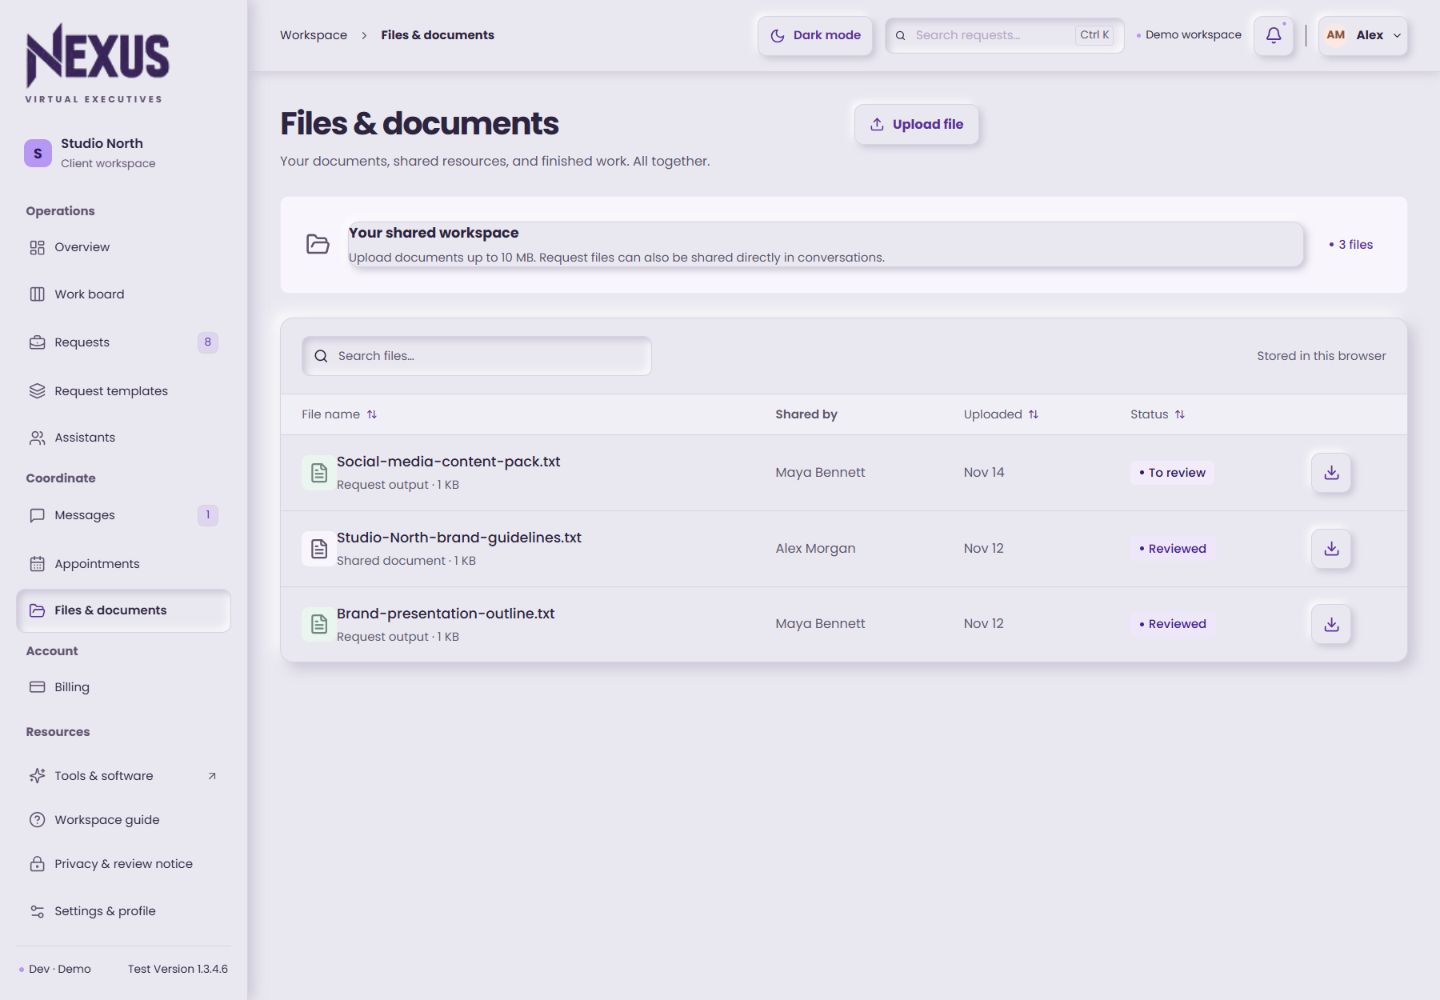 NEXUS
VIRTUAL EXECUTIVES
S
Studio North
Client workspace
Operations
Overview
Work board
Requests 8
Request templates
Assistants
Coordinate
Messages 1
Appointments
Files & documents
Account
Billing
Resources
Tools & software
Workspace guide
Privacy & review notice
Settings & profile
• Dev · Demo Test Version 1.3.4.6
Workspace > Files & documents
Dark mode
Search requests... Ctrl K
• Demo workspace
AM Alex
Files & documents
Upload file
Your documents, shared resources, and finished work. All together.
Your shared workspace
Upload documents up to 10 MB. Request files can also be shared directly in conversations.
• 3 files
Search files...
Stored in this browser
File name Shared by Uploaded Status
Social-media-content-pack.txt
Request output · 1 KB
Maya Bennett Nov 14 • To review
Studio-North-brand-guidelines.txt
Shared document · 1 KB
Alex Morgan Nov 12 • Reviewed
Brand-presentation-outline.txt
Request output · 1 KB
Maya Bennett Nov 12 • Reviewed